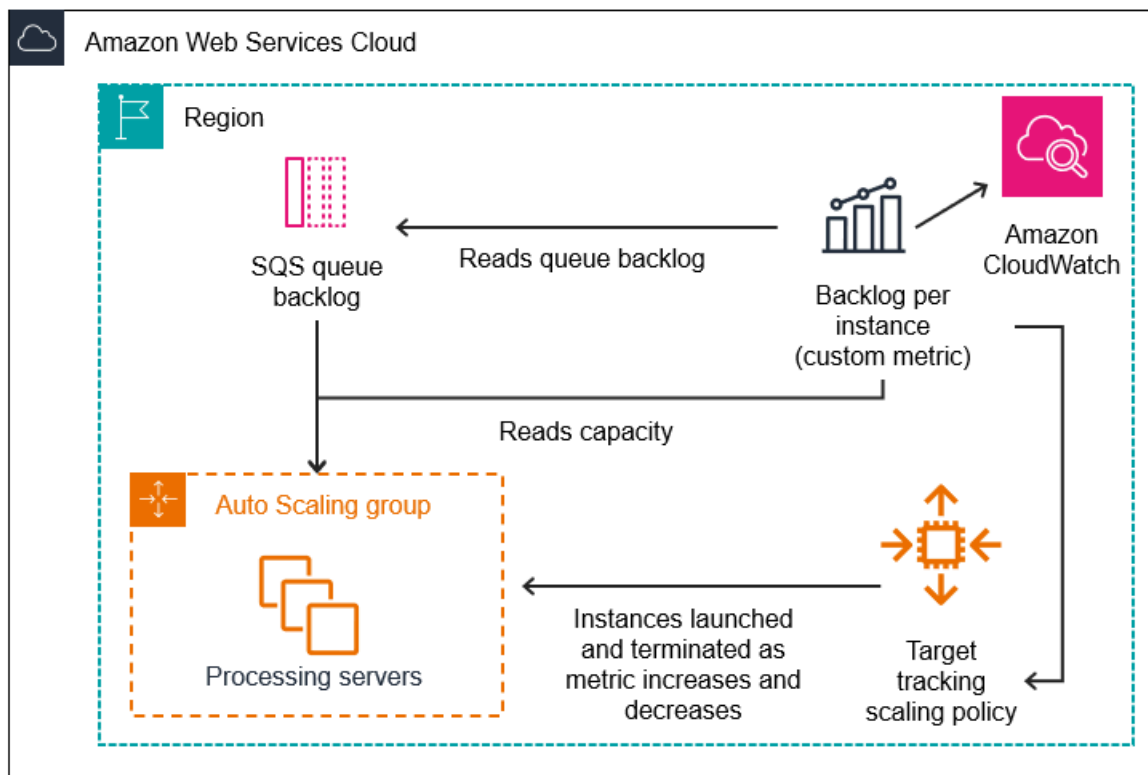 Amazon Web Services Cloud
Region
Amazon
CloudWatch
Reads queue backlog
SQS queue
backlog
Backlog per
instance
(custom metric)
Reads capacity
Auto Scaling group
Processing servers
Instances launched
and terminated as
metric increases and
decreases
Target
tracking
scaling policy